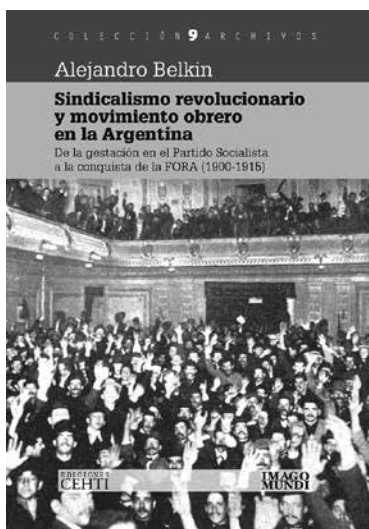 COLECCIÓN 9 ARCHIVOS
Alejandro Belkin
Sindicalismo revolucionario
y movimiento obrero
en la Argentina
De la gestación en el Partido Socialista
a la conquista de la FORA (1900-1915)
EDICIONES
CEHTI
IMAGO
MUNDI